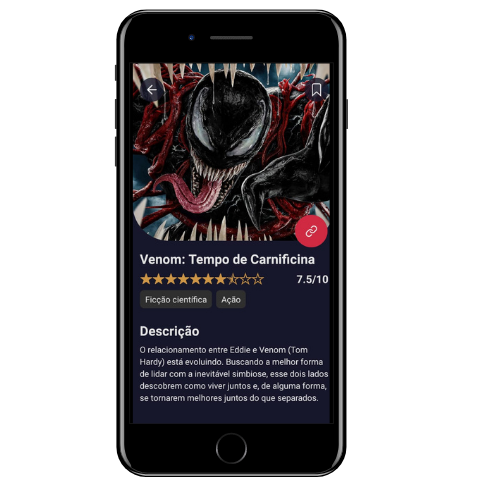 Venom: Tempo de Carnificina
7.5/10
Ficção científica Ação
Descrição
O relacionamento entre Eddie e Venom (Tom
Hardy) está evoluindo. Buscando a melhor forma
de lidar com a inevitável simbiose, esse dois lados
descobrem como viver juntos e, de alguma forma,
se tornarem melhores juntos do que separados.